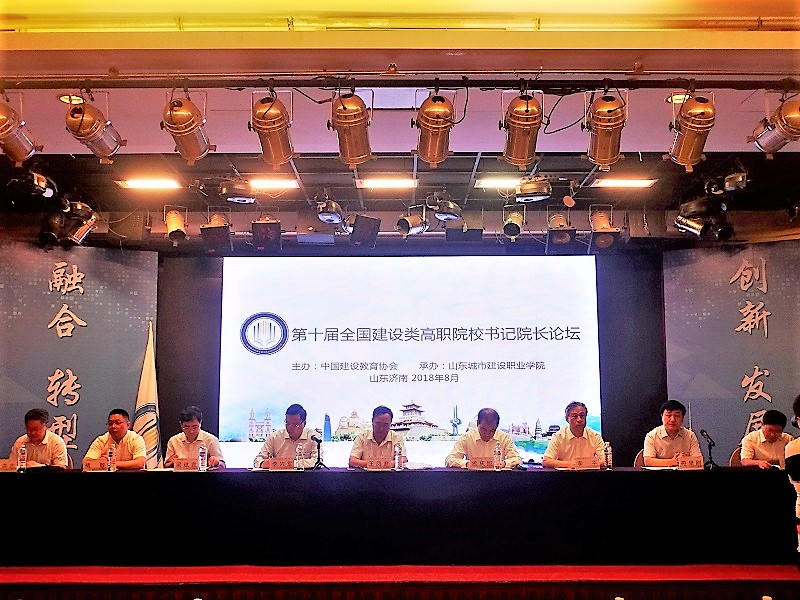 融合 转型
创新 发展
第十届全国建设类高职院校书记院长论坛
主办：中国建设教育协会 承办：山东城市建设职业学院
山东济南 2018年8月